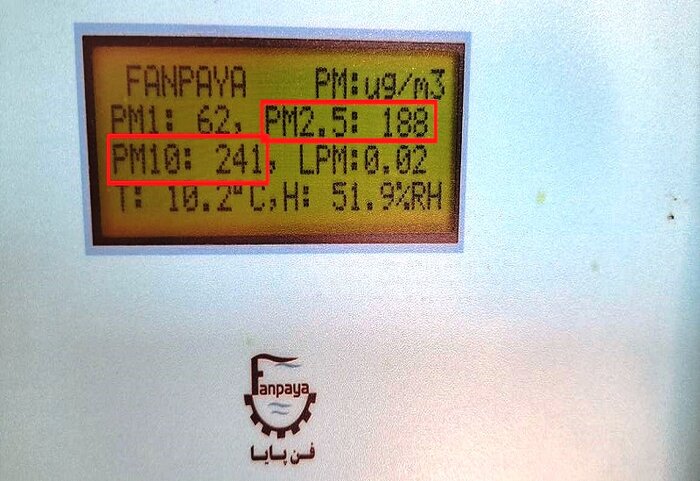 FANPAYA PM:ug/m3
PM1: 62, PM2.5: 188
PM10: 241, LPM:0.02
T: 10.2°C,H: 51.9%RH
Fanpaya
فن پایا